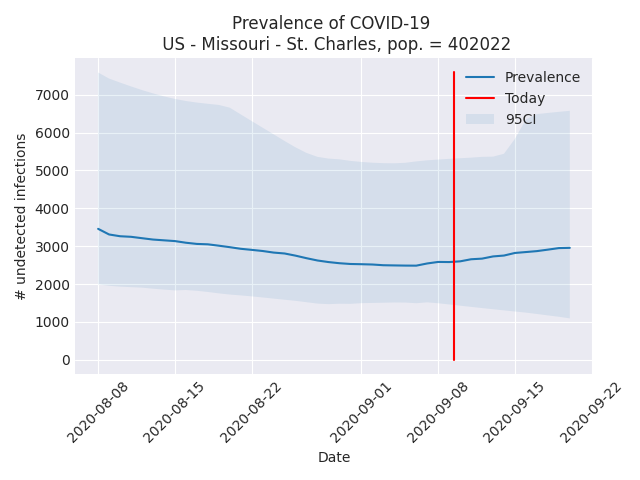 Prevalence of COVID-19
US - Missouri - St. Charles, pop. = 402022
Prevalence
Today
95CI
# undetected infections
7000
6000
5000
4000
3000
2000
1000
0
2020-08-08
2020-08-15
2020-08-22
2020-09-01
2020-09-08
2020-09-15
2020-09-22
Date